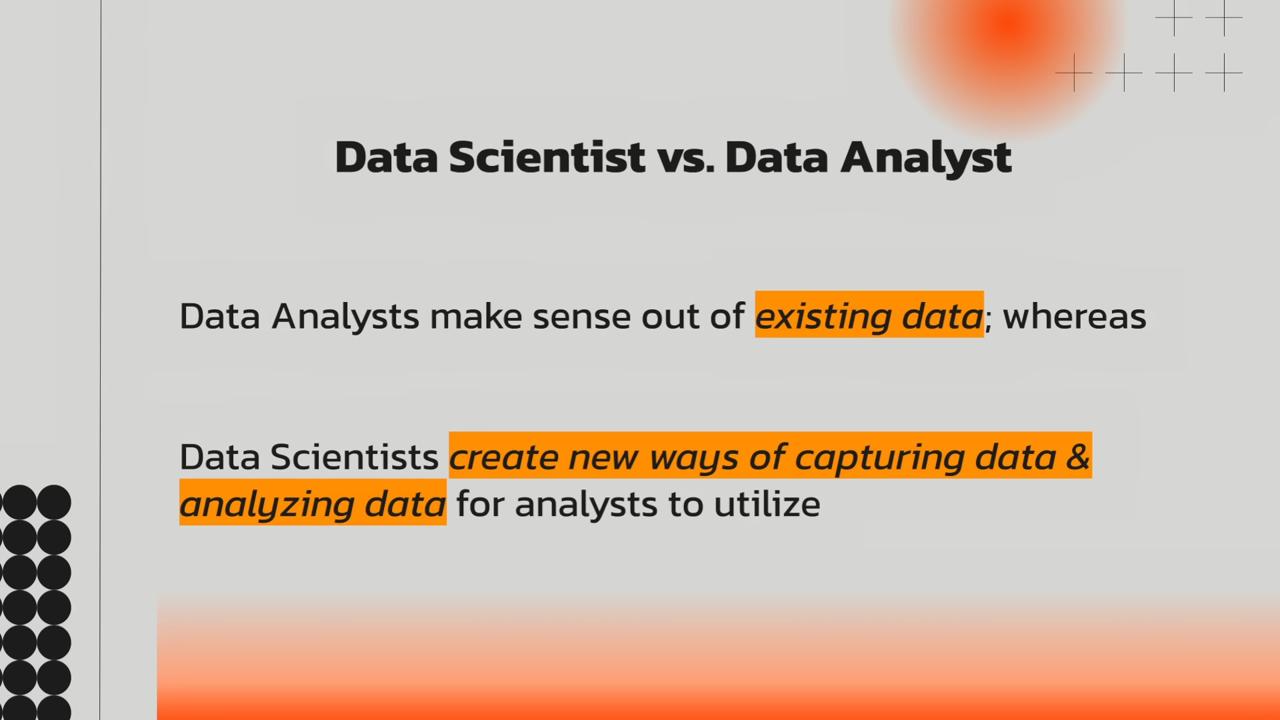 Data Scientist vs. Data Analyst
Data Analysts make sense out of existing data; whereas
Data Scientists create new ways of capturing data &
analyzing data for analysts to utilize